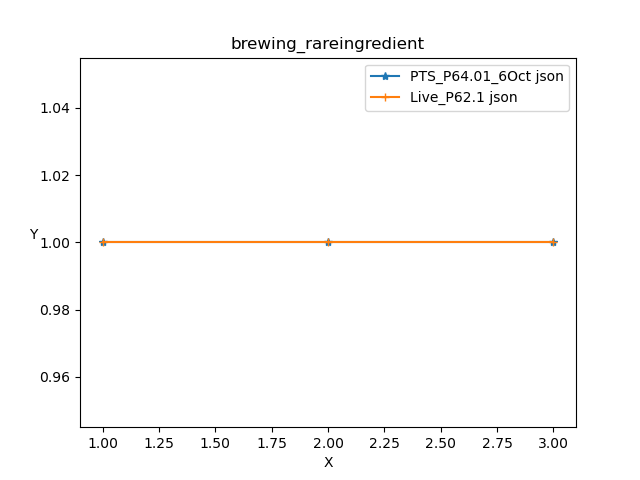 brewing_rareingredient
PTS_P64.01_6Oct json
Live_P62.1 json
1.04
1.02
1.00
0.98
0.96
Y
1.00 1.25 1.50 1.75 2.00 2.25 2.50 2.75 3.00
X